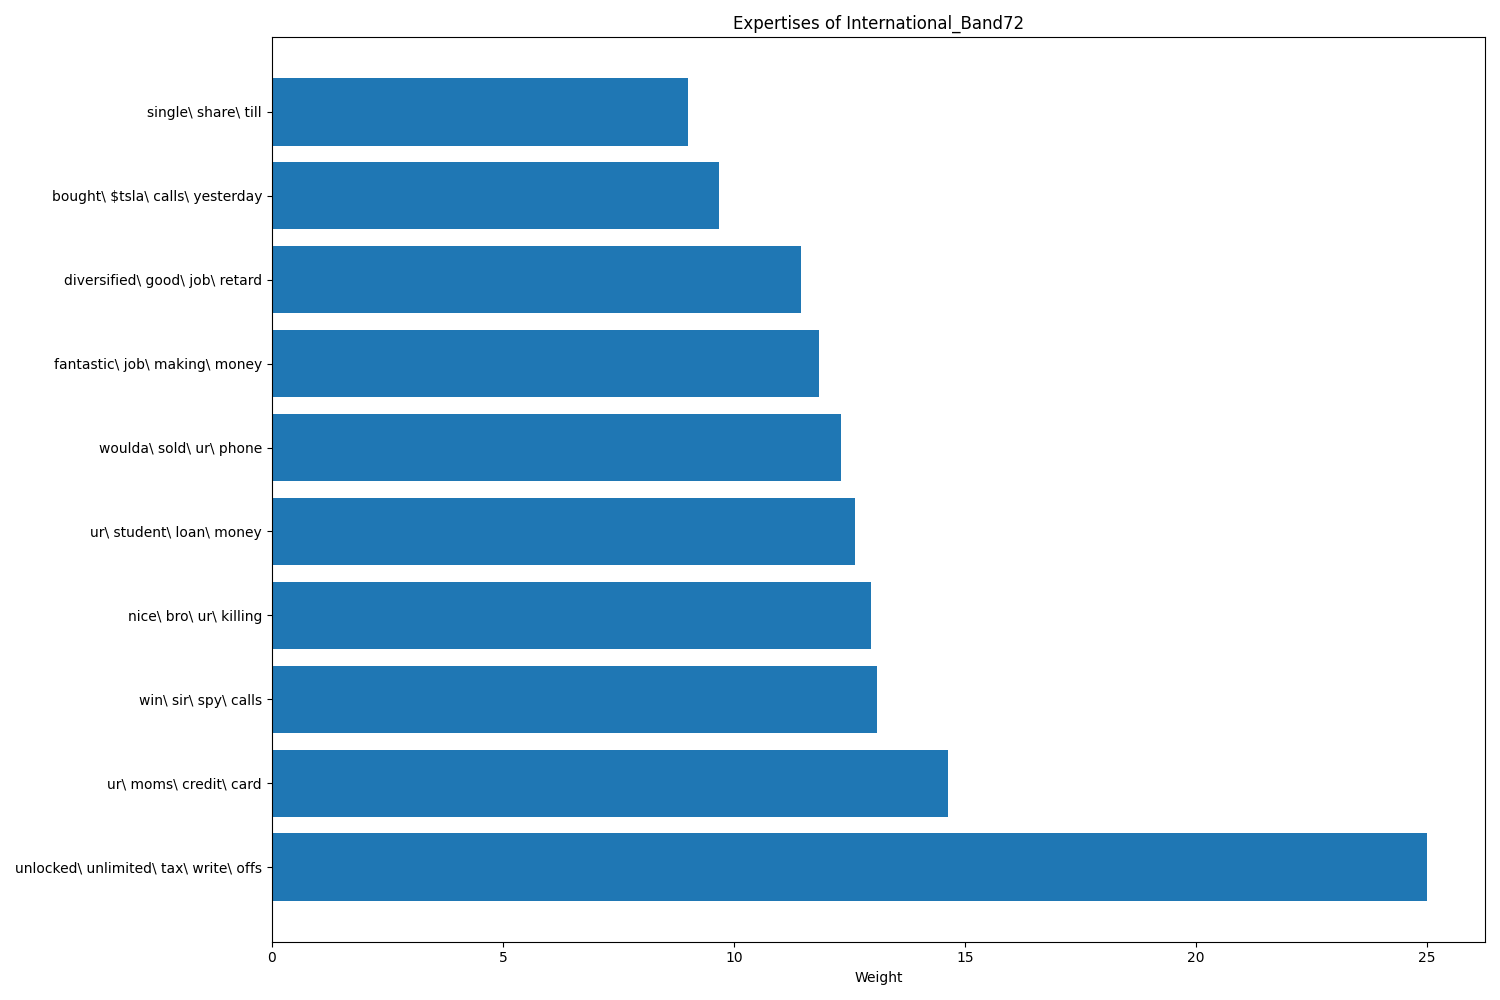 Expertises of International_Band72
single\ share\ till
bought\ $tsla\ calls\ yesterday
diversified\ good\ job\ retard
fantastic\ job\ making\ money
woulda\ sold\ ur\ phone
ur\ student\ loan\ money
nice\ bro\ ur\ killing
win\ sir\ spy\ calls
ur\ moms\ credit\ card
unlocked\ unlimited\ tax\ write\ offs
0 5 10 15 20 25
Weight